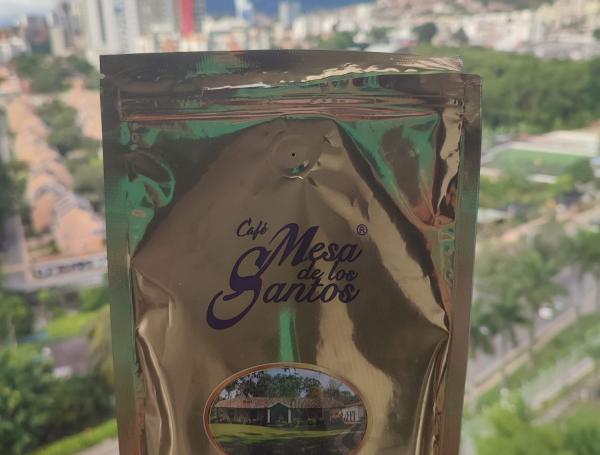 Café Mesa ®
de los
Santos